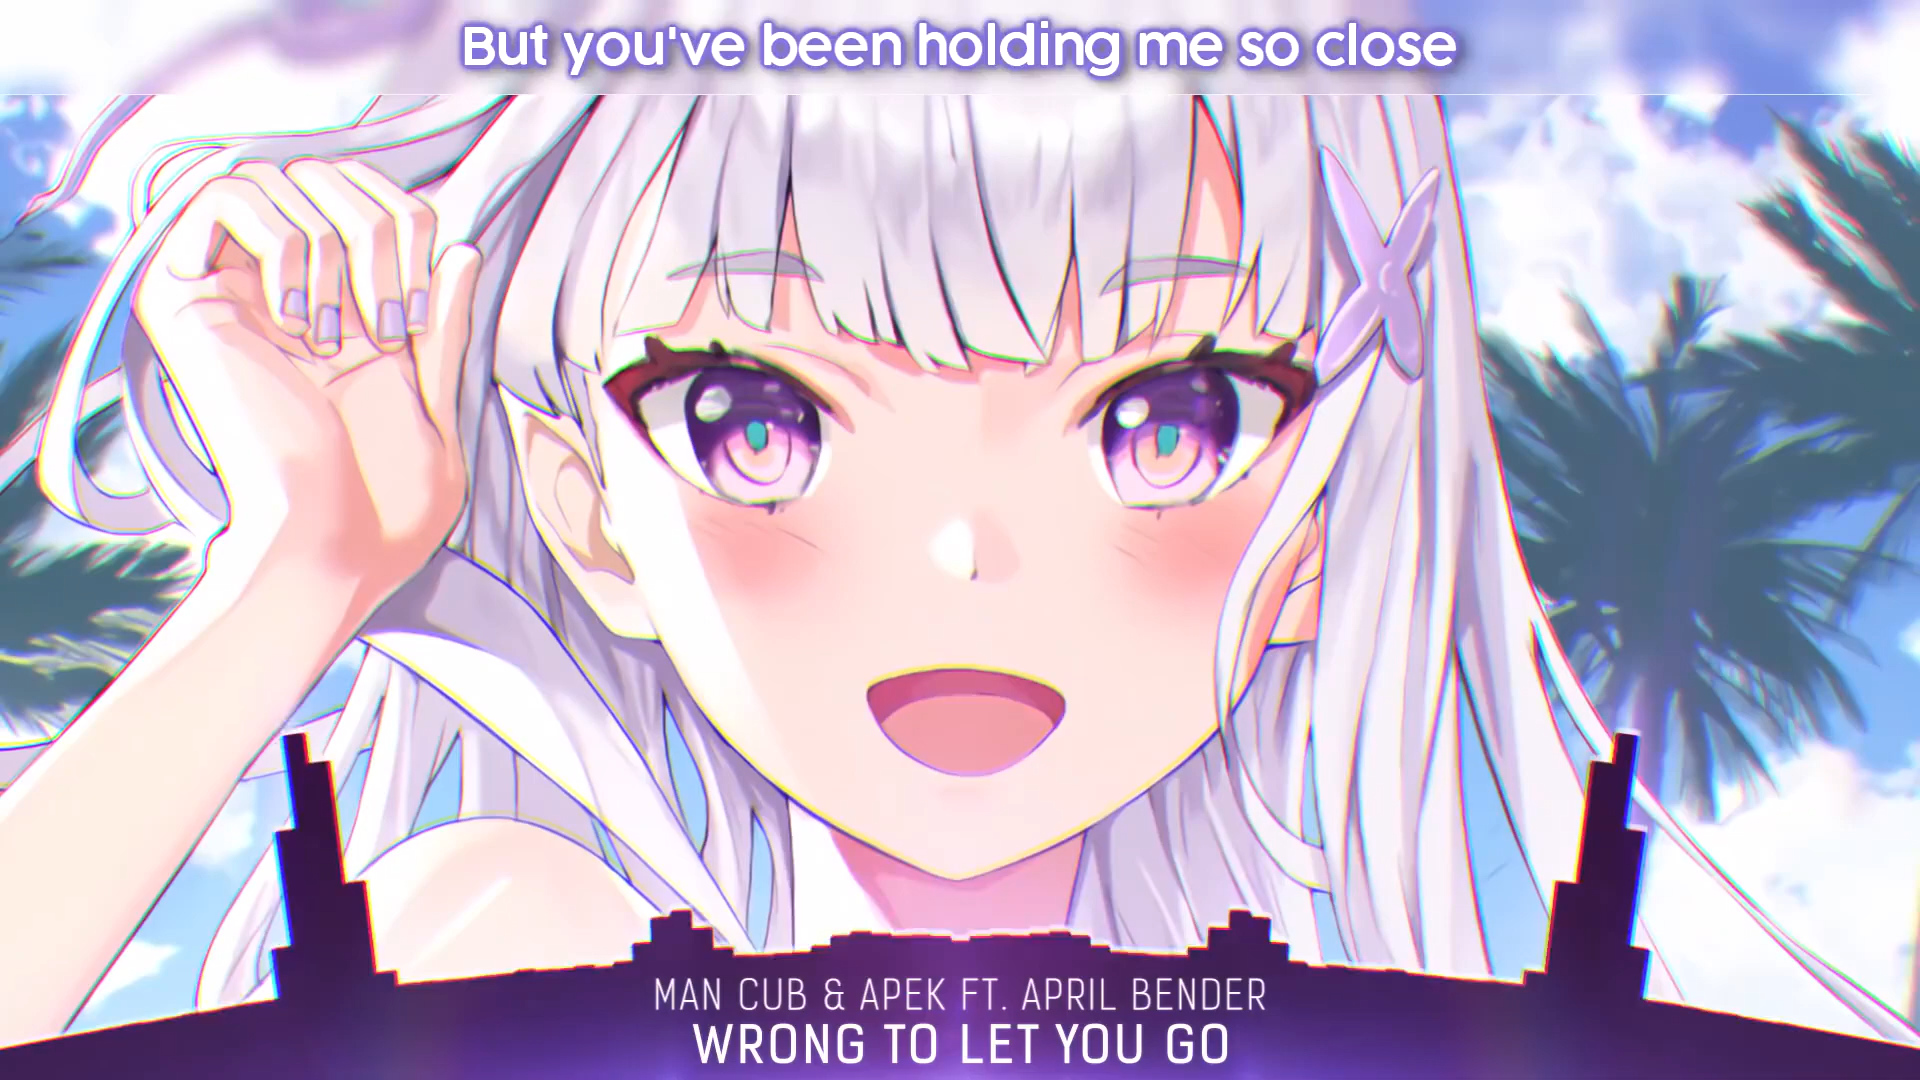 But you've been holding me so close
MAN CUB & APEK FT. APRIL BENDER
WRONG TO LET YOU GO